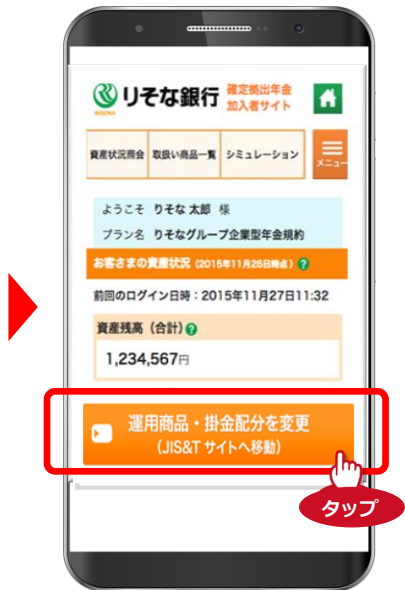 りそな銀行
RESONA
確定拠出年金
加入者サイト
資産状況照会 取扱い商品一覧 シミュレーション メニュー
ようこそ りそな 太郎 様
プラン名 りそなグループ企業型年金規約
お客さまの資産状況 (2015年11月26日時点) ?
前回のログイン日時:2015年11月27日11:32
資産残高(合計) ?
1,234,567円
運用商品・掛金配分を変更
(JIS&T サイトへ移動)
タップ